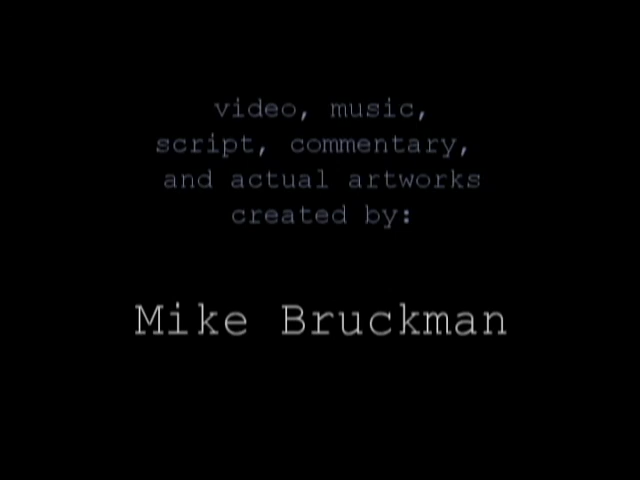 video, music,
script, commentary,
and actual artworks
created by:
Mike Bruckman